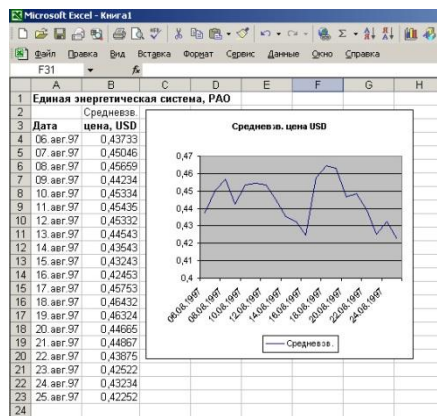 Microsoft Excel - Книга1
Файл Правка Вид Вставка Формат Сервис Данные Окно Справка
F31 fx
A B C D E F G H
1 Единая энергетическая система, РАО
2 Средневзв.
3 Дата цена, USD
4 06.авг.97 0,43733
5 07.авг.97 0,45046
6 08.авг.97 0,45659
7 09.авг.97 0,44234
8 10.авг.97 0,45334
9 11.авг.97 0,45435
10 12.авг.97 0,45332
11 13.авг.97 0,44543
12 14.авг.97 0,43543
13 15.авг.97 0,43243
14 16.авг.97 0,42453
15 17.авг.97 0,45753
16 18.авг.97 0,46432
17 19.авг.97 0,46324
18 20.авг.97 0,44665
19 21.авг.97 0,44867
20 22.авг.97 0,43875
21 23.авг.97 0,42522
22 24.авг.97 0,43234
23 25.авг.97 0,42252
24
Средневзв. цена USD
0,47
0,46
0,45
0,44
0,43
0,42
0,41
0,4
06.08.1997 08.08.1997 10.08.1997 12.08.1997 14.08.1997 16.08.1997 18.08.1997 20.08.1997 22.08.1997 24.08.1997
Средневзв.